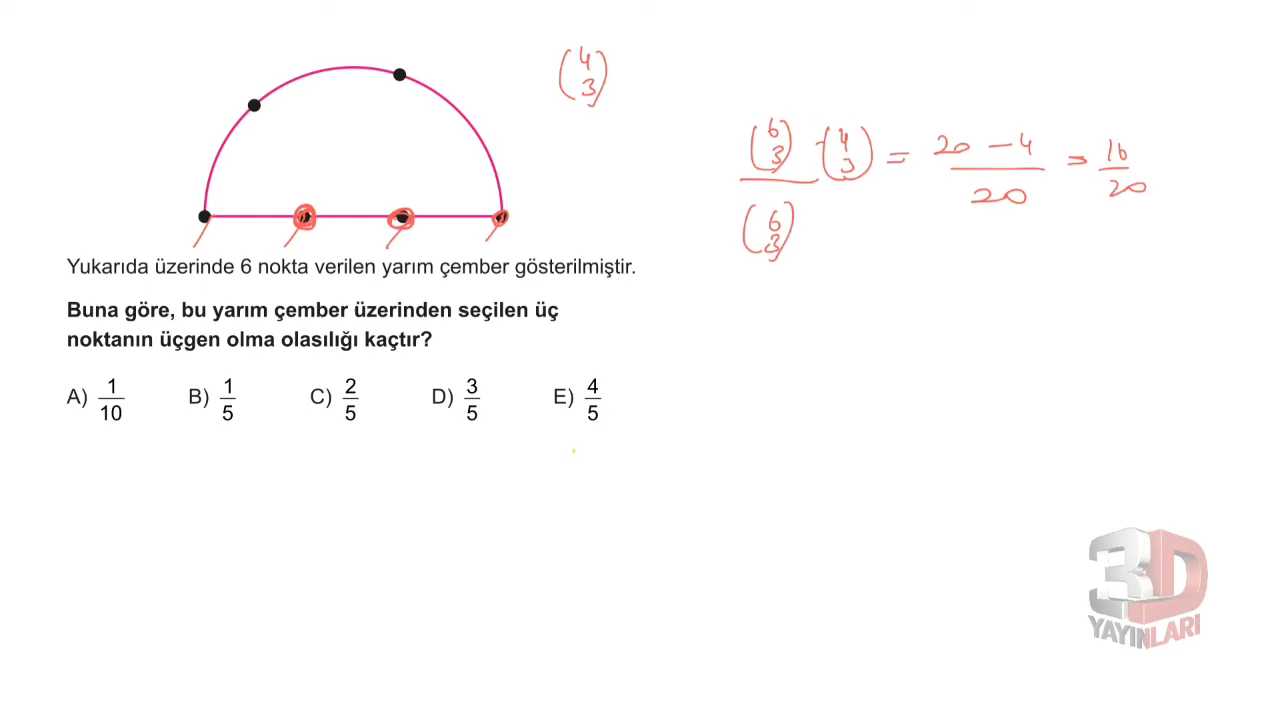 (4 3)
(6 3) - (4 3) / (6 3) = 20 - 4 / 20 = 16 / 20
Yukarıda üzerinde 6 nokta verilen yarım çember gösterilmiştir.
Buna göre, bu yarım çember üzerinden seçilen üç
noktanın üçgen olma olasılığı kaçtır?
A) 1/10 B) 1/5 C) 2/5 D) 3/5 E) 4/5
3D
YAYINLARI